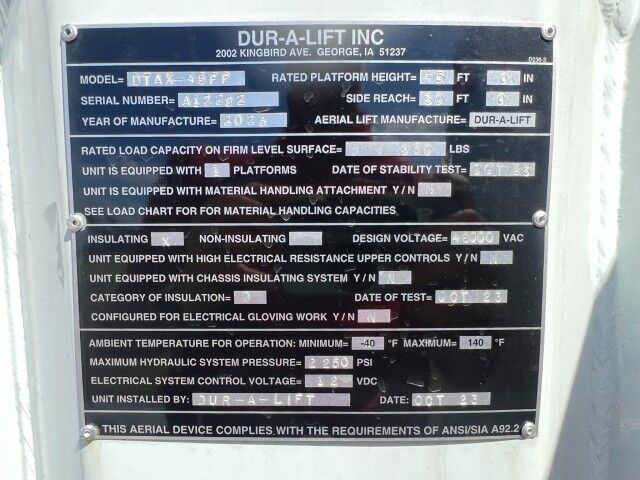 DUR-A-LIFT INC
2002 KINGBIRD AVE. GEORGE, IA 51237
D236-3
MODEL= DTAX-45FP RATED PLATFORM HEIGHT= 45 FT 0 IN
SERIAL NUMBER= A12292 SIDE REACH= 30 FT 0 IN
YEAR OF MANUFACTURE= 2023 AERIAL LIFT MANUFACTURE= DUR-A-LIFT
RATED LOAD CAPACITY ON FIRM LEVEL SURFACE= 350 LBS
UNIT IS EQUIPPED WITH 1 PLATFORMS DATE OF STABILITY TEST= OCT 23
UNIT IS EQUIPPED WITH MATERIAL HANDLING ATTACHMENT Y / N N
SEE LOAD CHART FOR FOR MATERIAL HANDLING CAPACITIES
INSULATING X NON-INSULATING DESIGN VOLTAGE= 46000 VAC
UNIT EQUIPPED WITH HIGH ELECTRICAL RESISTANCE UPPER CONTROLS Y / N N
UNIT EQUIPPED WITH CHASSIS INSULATING SYSTEM Y / N N
CATEGORY OF INSULATION= DATE OF TEST= OCT 23
CONFIGURED FOR ELECTRICAL GLOVING WORK Y / N N
AMBIENT TEMPERATURE FOR OPERATION: MINIMUM= -40 °F MAXIMUM= 140 °F
MAXIMUM HYDRAULIC SYSTEM PRESSURE= 2250 PSI
ELECTRICAL SYSTEM CONTROL VOLTAGE= 12 VDC
UNIT INSTALLED BY: DUR-A-LIFT DATE: OCT 23
THIS AERIAL DEVICE COMPLIES WITH THE REQUIREMENTS OF ANSI/SIA A92.2